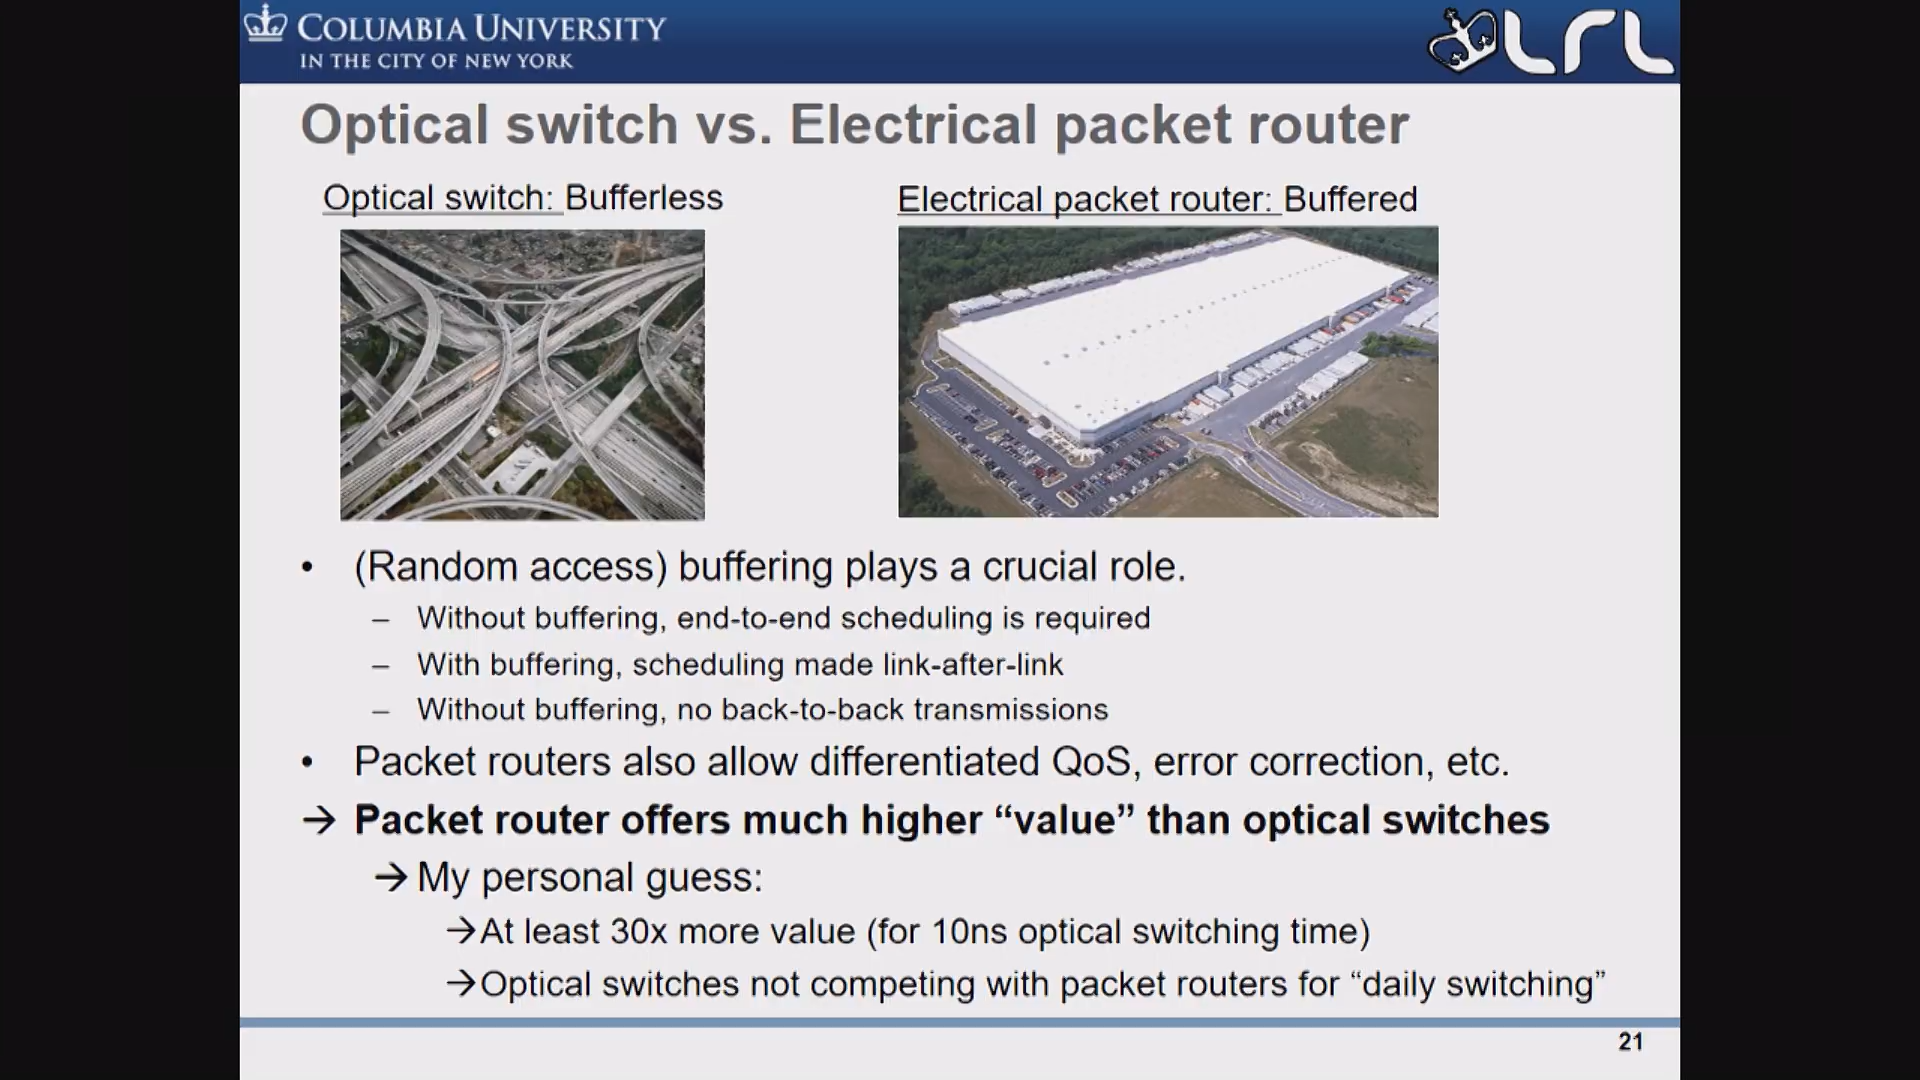 COLUMBIA UNIVERSITY
IN THE CITY OF NEW YORK
LRL
Optical switch vs. Electrical packet router
Optical switch: Bufferless
Electrical packet router: Buffered
• (Random access) buffering plays a crucial role.
– Without buffering, end-to-end scheduling is required
– With buffering, scheduling made link-after-link
– Without buffering, no back-to-back transmissions
• Packet routers also allow differentiated QoS, error correction, etc.
→ Packet router offers much higher “value” than optical switches
→ My personal guess:
→ At least 30x more value (for 10ns optical switching time)
→ Optical switches not competing with packet routers for “daily switching”
21